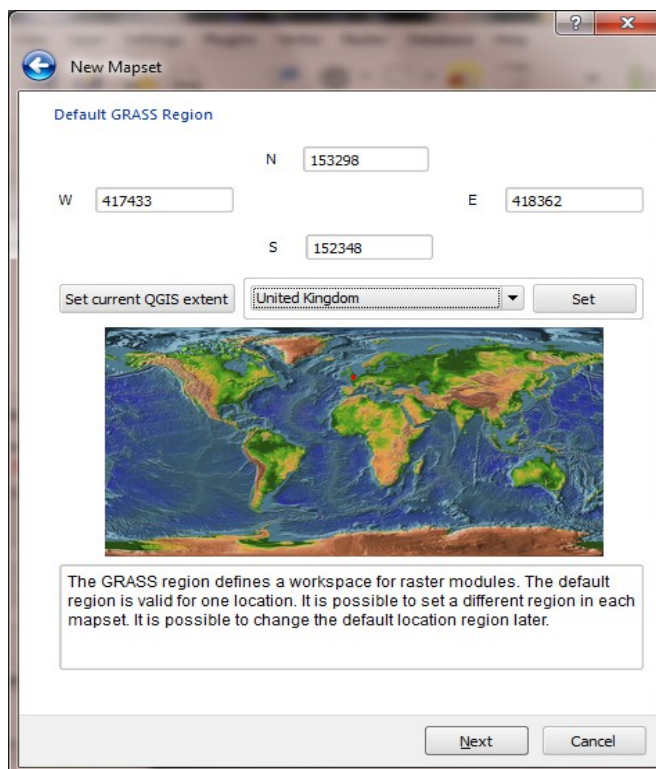 New Mapset
Default GRASS Region
N 153298
W 417433
E 418362
S 152348
Set current QGIS extent
United Kingdom
Set
The GRASS region defines a workspace for raster modules. The default
region is valid for one location. It is possible to set a different region in each
mapset. It is possible to change the default location region later.
Next
Cancel